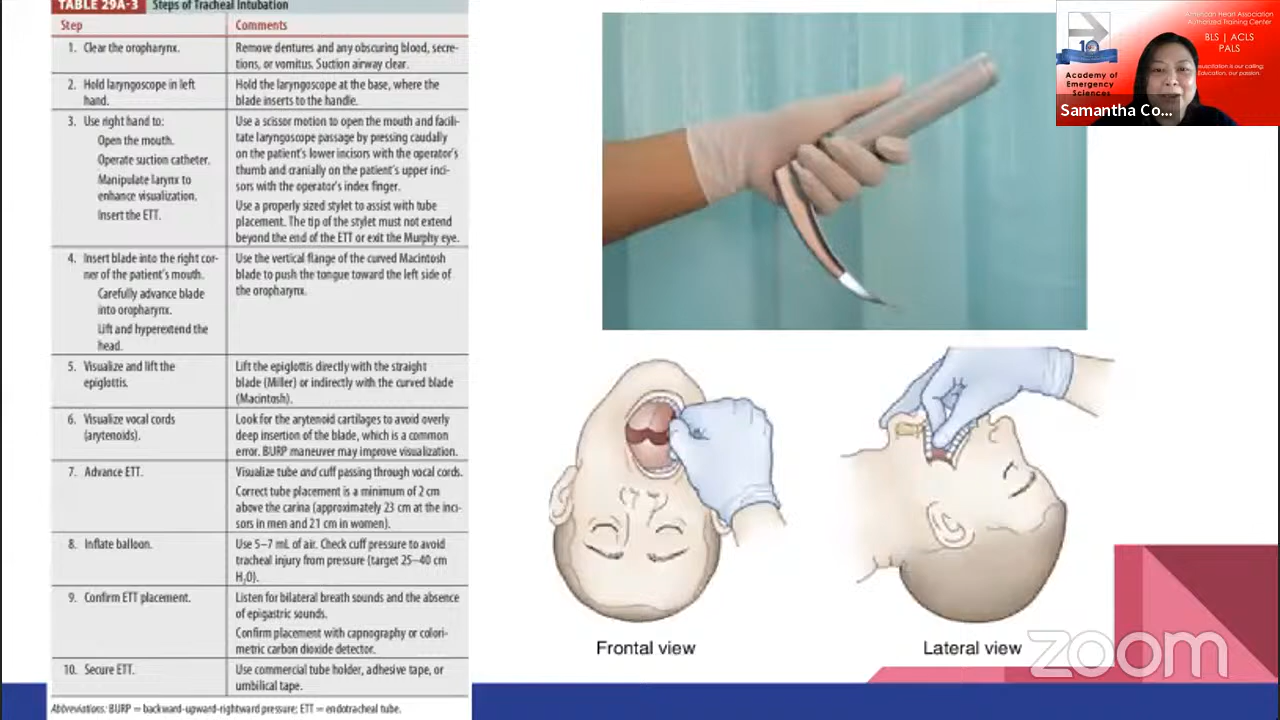 TABLE 29A-3 Steps of Tracheal Intubation
Step Comments
1. Clear the oropharynx.
Remove dentures and any obscuring blood, secre-
tions, or vomitus. Suction airway clear.
2. Hold laryngoscope in left
hand.
Hold the laryngoscope at the base, where the
blade inserts to the handle.
3. Use right hand to:
Open the mouth.
Operate suction catheter.
Manipulate larynx to
enhance visualization.
Insert the ETT.
Use a scissor motion to open the mouth and facili-
tate laryngoscope passage by pressing caudally
on the patient's lower incisors with the operator's
thumb and cranially on the patient's upper inci-
sors with the operator's index finger.
Use a properly sized stylet to assist with tube
placement. The tip of the stylet must not extend
beyond the end of the ETT or exit the Murphy eye.
4. Insert blade into the right cor-
ner of the patient's mouth.
Carefully advance blade
into oropharynx.
Lift and hyperextend the
head.
Use the vertical flange of the curved Macintosh
blade to push the tongue toward the left side of
the oropharynx.
5. Visualize and lift the
epiglottis.
Lift the epiglottis directly with the straight
blade (Miller) or indirectly with the curved blade
(Macintosh).
6. Visualize vocal cords
(arytenoids).
Look for the arytenoid cartilages to avoid overly
deep insertion of the blade, which is a common
error. BURP maneuver may improve visualization.
7. Advance ETT.
Visualize tube and cuff passing through vocal cords.
Correct tube placement is a minimum of 2 cm
above the carina (approximately 23 cm at the inci-
sors in men and 21 cm in women).
8. Inflate balloon.
Use 5–7 mL of air. Check cuff pressure to avoid
tracheal injury from pressure (target 25–40 cm
H₂O).
9. Confirm ETT placement.
Listen for bilateral breath sounds and the absence
of epigastric sounds.
Confirm placement with capnography or colori-
metric carbon dioxide detector.
10. Secure ETT.
Use commercial tube holder, adhesive tape, or
umbilical tape.
Abbreviations: BURP = backward-upward-rightward pressure; ETT = endotracheal tube.
Frontal view
Lateral view
American Heart Association
Authorized Training Center
BLS | ACLS
PALS
Education, our passion.
10
Academy of
Emergency
Sciences
Samantha Co...
zoom